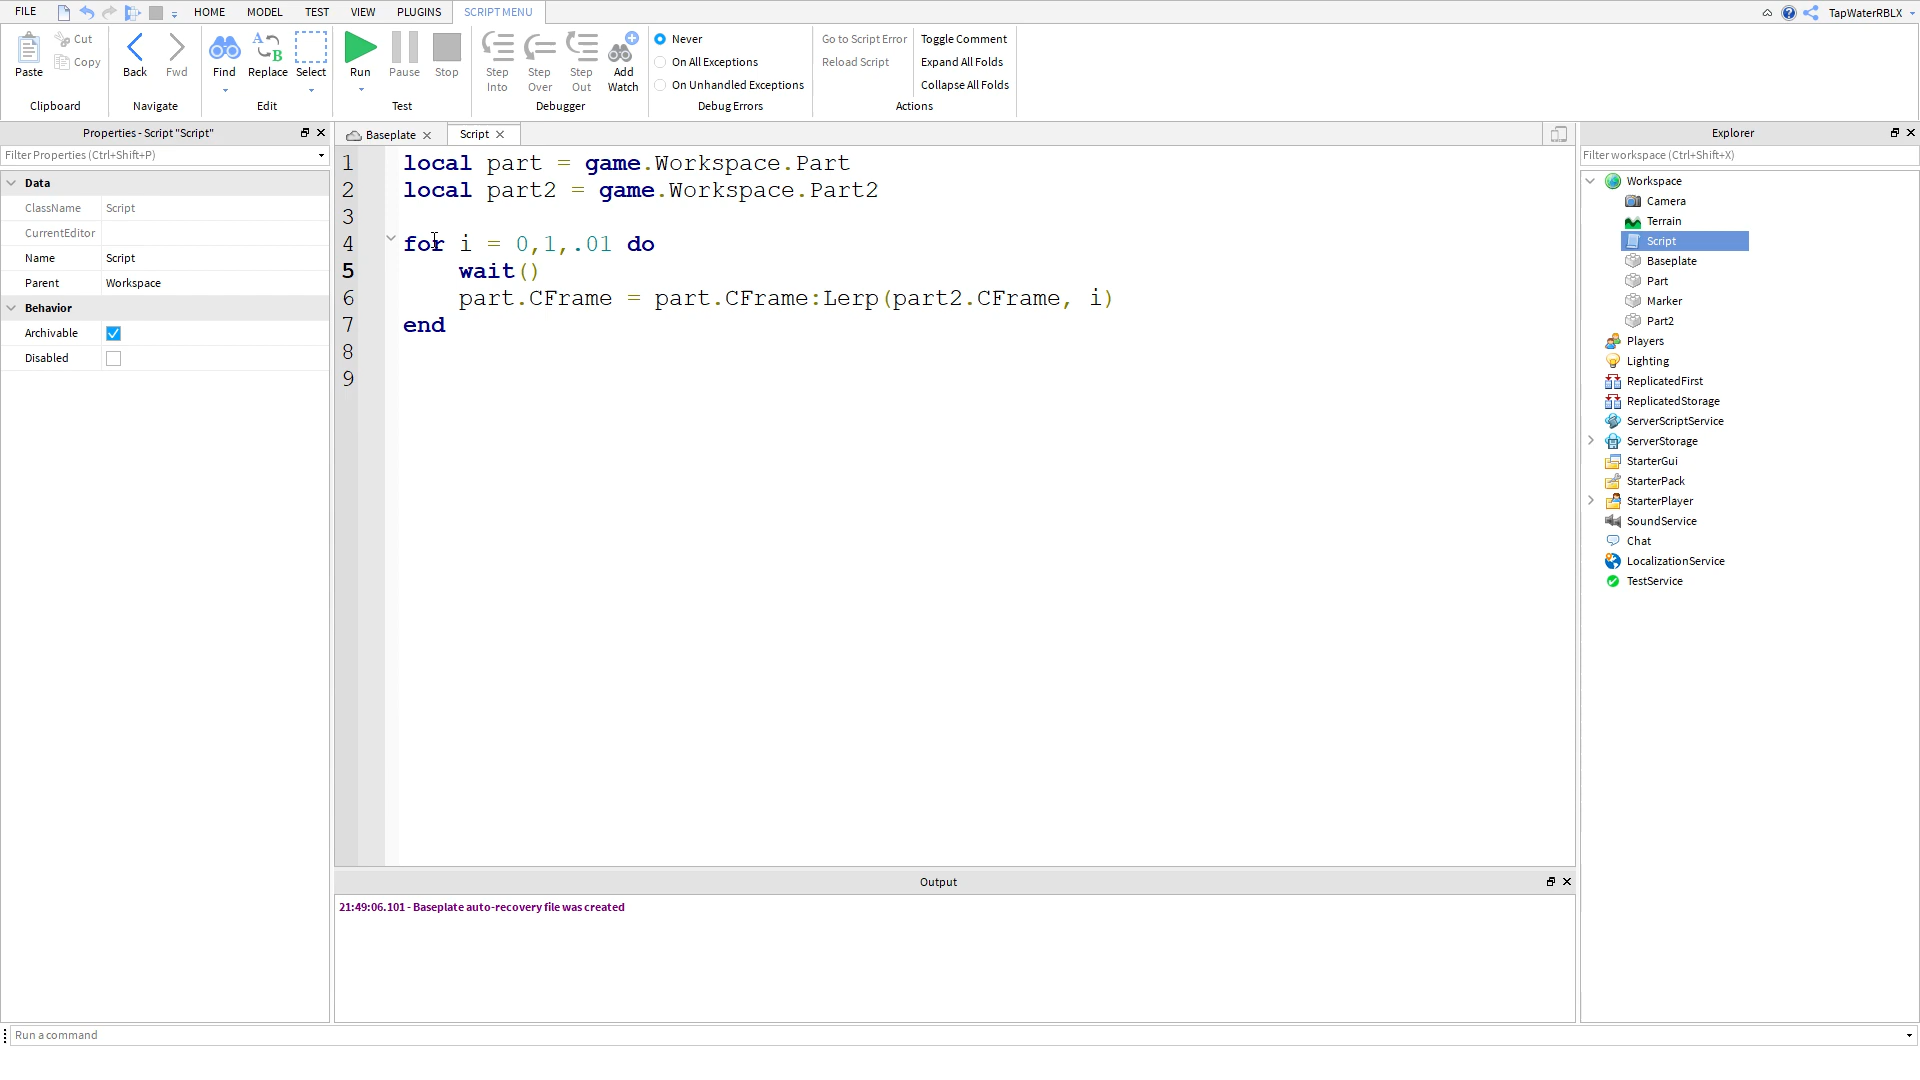 FILE HOME MODEL TEST VIEW PLUGINS SCRIPT MENU TapWaterRBLX
Paste Cut Copy Clipboard
Back Fwd Navigate
Find Replace Select Edit
Run Pause Stop Test
Step Into Step Over Step Out Add Watch Debugger
Never
On All Exceptions
On Unhandled Exceptions
Debug Errors
Go to Script Error
Reload Script
Toggle Comment
Expand All Folds
Collapse All Folds
Actions
Properties - Script "Script"
Filter Properties (Ctrl+Shift+P)
Data
ClassName Script
CurrentEditor
Name Script
Parent Workspace
Behavior
Archivable
Disabled
Baseplate Script
1 local part = game.Workspace.Part
2 local part2 = game.Workspace.Part2
3
4 for i = 0,1,.01 do
5 wait()
6 part.CFrame = part.CFrame:Lerp(part2.CFrame, i)
7 end
8
9
Output
21:49:06.101 - Baseplate auto-recovery file was created
Explorer
Filter workspace (Ctrl+Shift+X)
Workspace
Camera
Terrain
Script
Baseplate
Part
Marker
Part2
Players
Lighting
ReplicatedFirst
ReplicatedStorage
ServerScriptService
ServerStorage
StarterGui
StarterPack
StarterPlayer
SoundService
Chat
LocalizationService
TestService
Run a command